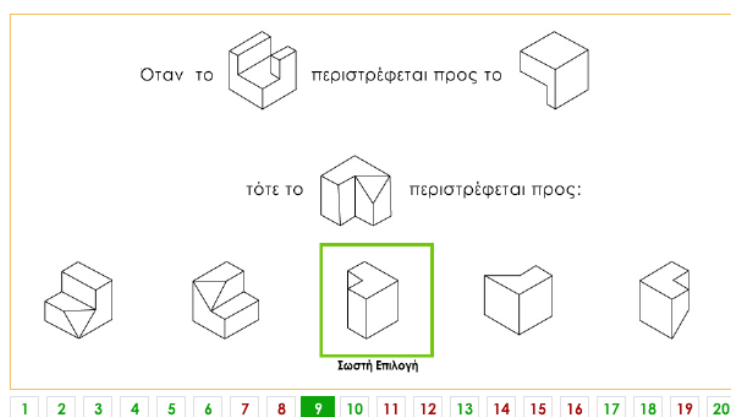 Οταν το περιστρέφεται προς το
τότε το περιστρέφεται προς:
Σωστή Επιλογή
1 2 3 4 5 6 7 8 9 10 11 12 13 14 15 16 17 18 19 20